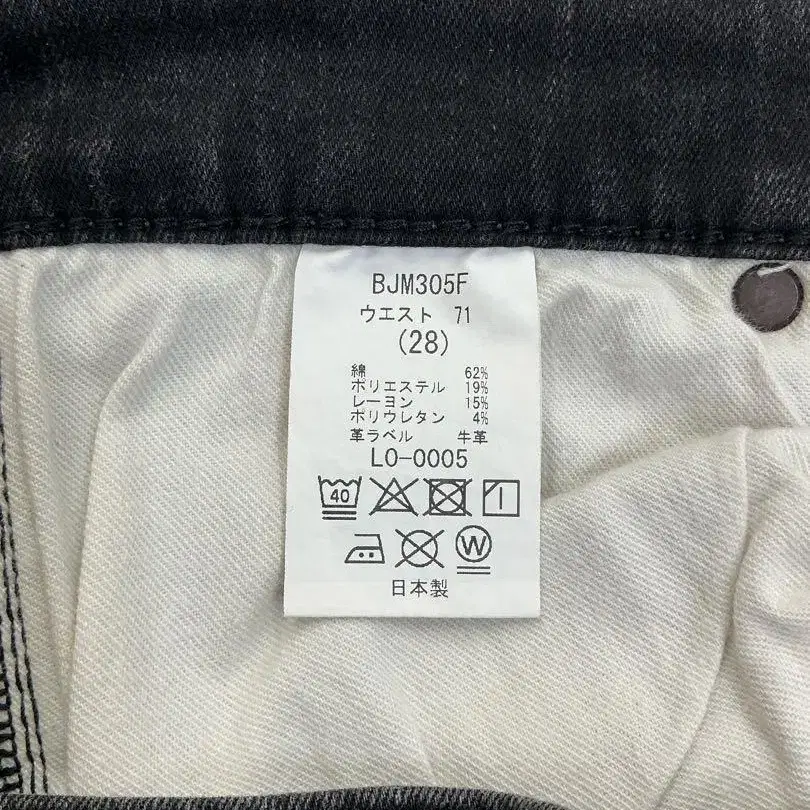 BJM305F
ウエスト 71
(28)
綿 62%
ポリエステル 19%
レーヨン 15%
ポリウレタン 4%
革ラベル 牛革
LO-0005
40
W
日本製